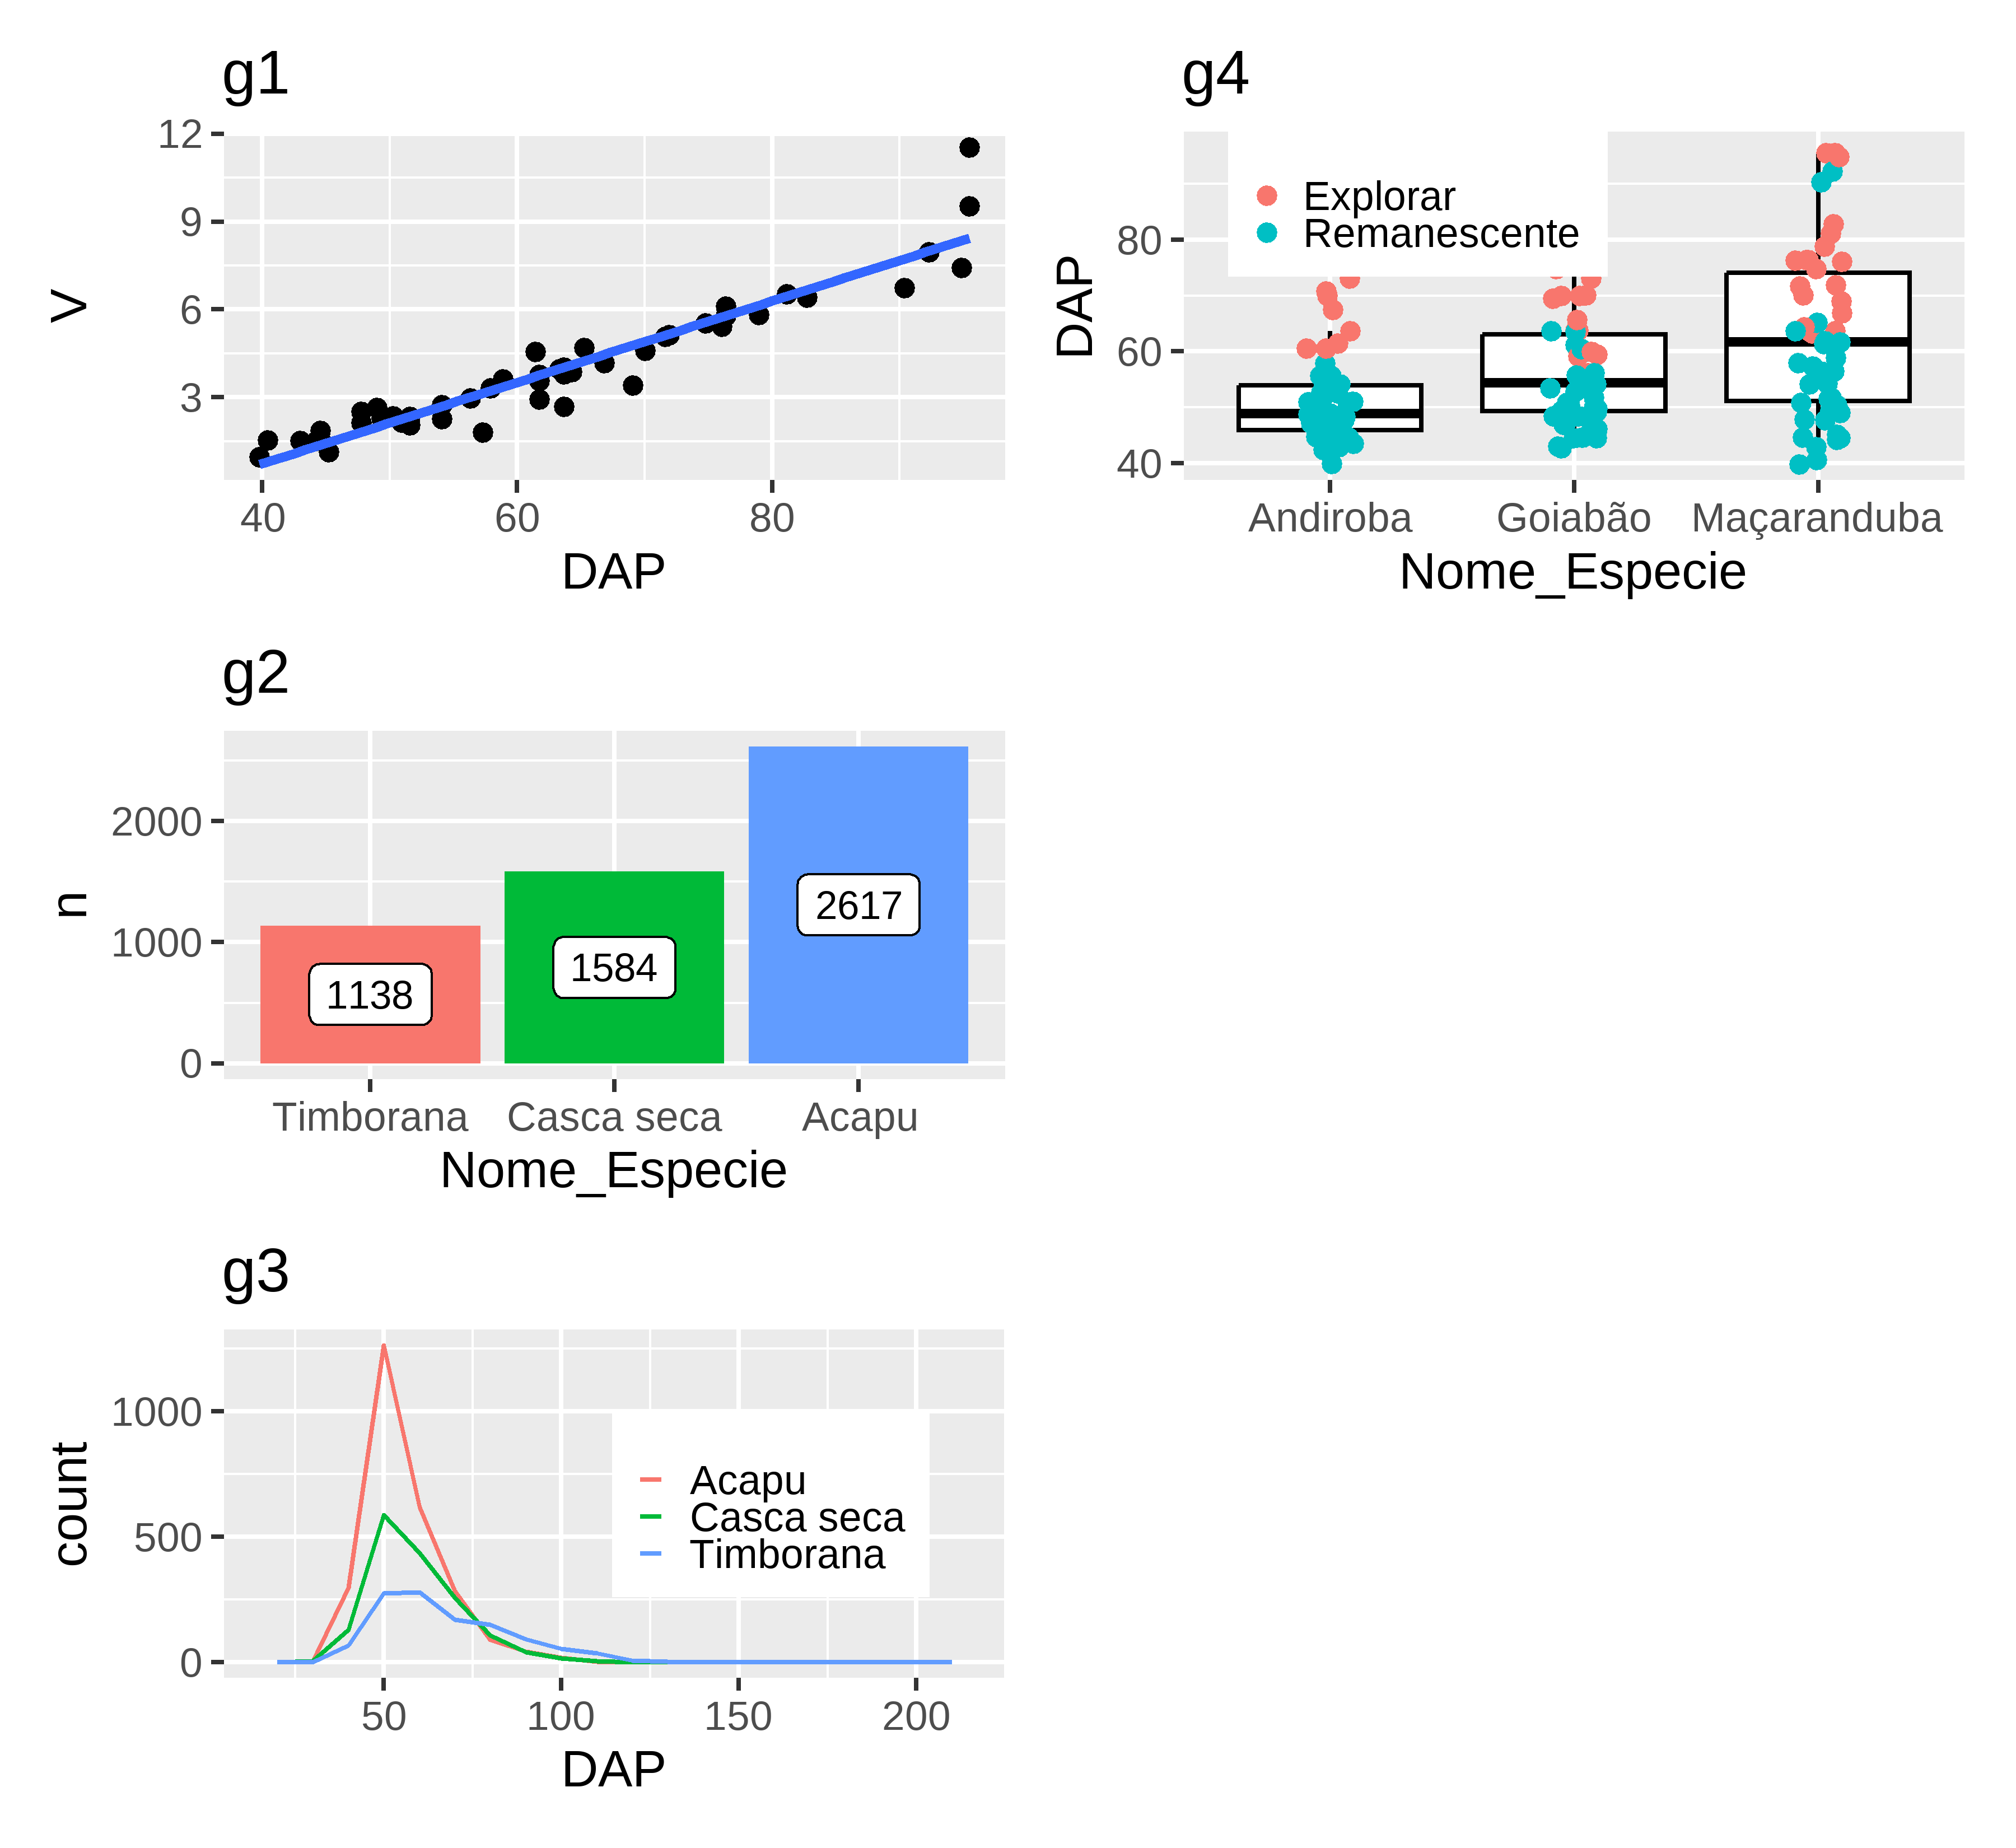 g1
12
9
6
3
V
40 60 80
DAP
g4
Explorar
Remanescente
80
60
40
DAP
Andiroba Goiabão Maçaranduba
Nome_Especie
g2
2000
1000
0
n
1138
1584
2617
Timborana Casca seca Acapu
Nome_Especie
g3
1000
500
0
count
Acapu
Casca seca
Timborana
50 100 150 200
DAP